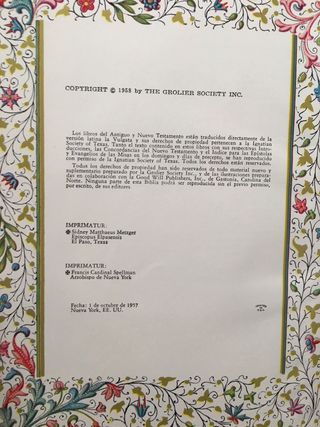 COPYRIGHT © 1958 by THE GROLIER SOCIETY INC.
Los libros del Antiguo y Nuevo Testamento están traducidos directamente de la
versión latina la Vulgata y sus derechos de propiedad pertenecen a la Ignatian
Society of Texas. Tanto el texto contenido en estos libros con sus respectivas Intro-
ducciones, las Concordancias del Nuevo Testamento y el Indice para las Epístolas
y Evangelios de las Misas en los domingos y días de precepto, se han reproducido
con permiso de la Ignatian Society of Texas. Todos los derechos están reservados.
Todos los derechos de propiedad han sido reservados de todo material nuevo y
suplementario preparado por la Grolier Society Inc., y de las ilustraciones prepara-
das en colaboración con la Good Will Publishers, Inc., de Gastonia, Carolina del
Norte. Ninguna parte de esta Biblia podrá ser reproducida sin el previo permiso,
por escrito, de sus editores.
IMPRIMATUR:
✠ Sidney Matthaeus Metzger
Episcopus Elpasensis
El Paso, Texas
IMPRIMATUR:
✠ Francis Cardinal Spellman
Arzobispo de Nueva York
Fecha: 1 de octubre de 1957
Nueva York, EE. UU.